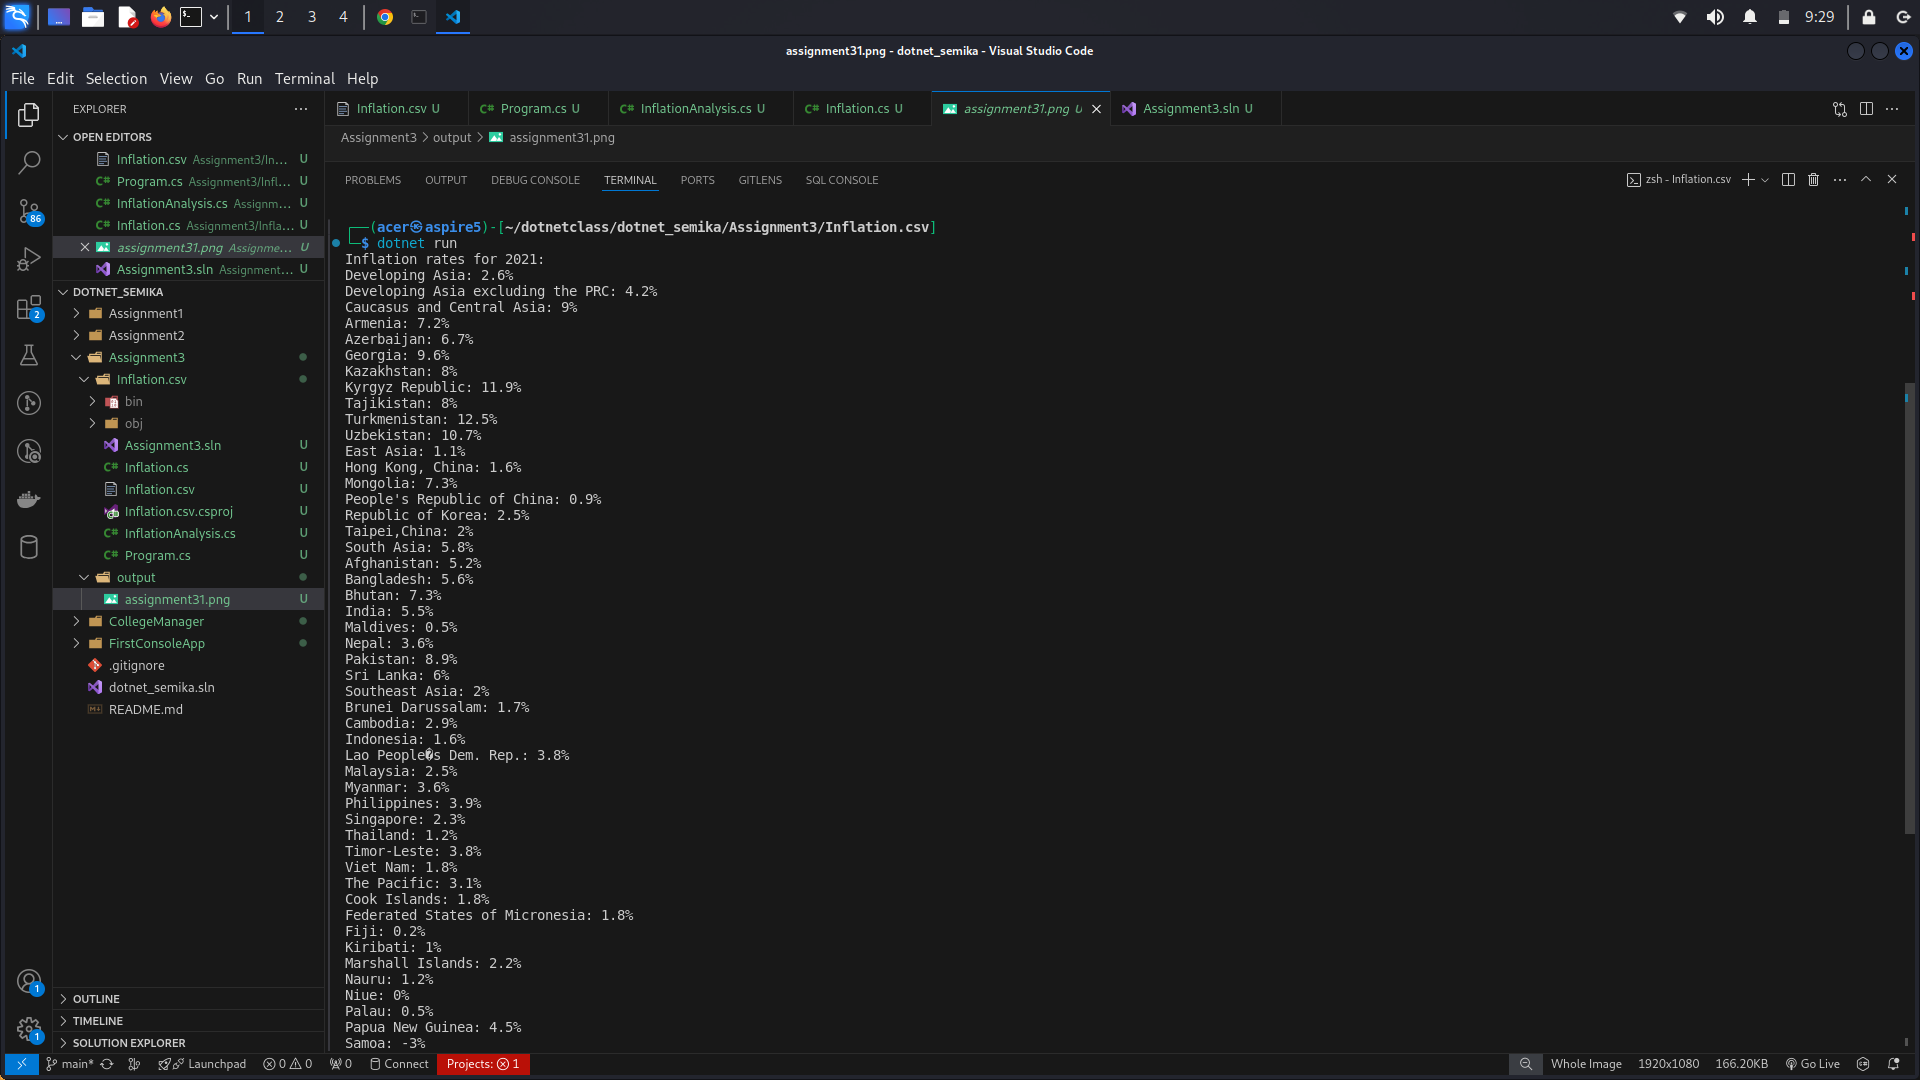 1 2 3 4
9:29
assignment31.png - dotnet_semika - Visual Studio Code
File Edit Selection View Go Run Terminal Help
EXPLORER
OPEN EDITORS
Inflation.csv Assignment3/In... U
Program.cs Assignment3/Infl... U
InflationAnalysis.cs Assignm... U
Inflation.cs Assignment3/Infla... U
assignment31.png Assignme... U
Assignment3.sln Assignment... U
DOTNET_SEMIKA
Assignment1
Assignment2
Assignment3
Inflation.csv
bin
obj
Assignment3.sln U
Inflation.cs U
Inflation.csv U
Inflation.csv.csproj U
InflationAnalysis.cs U
Program.cs U
output
assignment31.png U
CollegeManager
FirstConsoleApp
.gitignore
dotnet_semika.sln
README.md
OUTLINE
TIMELINE
SOLUTION EXPLORER
86
2
1
1
Inflation.csv U Program.cs U InflationAnalysis.cs U Inflation.cs U assignment31.png U Assignment3.sln U
Assignment3 > output > assignment31.png
PROBLEMS OUTPUT DEBUG CONSOLE TERMINAL PORTS GITLENS SQL CONSOLE
zsh - Inflation.csv
┌──(acer㉿aspire5)-[~/dotnetclass/dotnet_semika/Assignment3/Inflation.csv]
└─$ dotnet run
Inflation rates for 2021:
Developing Asia: 2.6%
Developing Asia excluding the PRC: 4.2%
Caucasus and Central Asia: 9%
Armenia: 7.2%
Azerbaijan: 6.7%
Georgia: 9.6%
Kazakhstan: 8%
Kyrgyz Republic: 11.9%
Tajikistan: 8%
Turkmenistan: 12.5%
Uzbekistan: 10.7%
East Asia: 1.1%
Hong Kong, China: 1.6%
Mongolia: 7.3%
People's Republic of China: 0.9%
Republic of Korea: 2.5%
Taipei,China: 2%
South Asia: 5.8%
Afghanistan: 5.2%
Bangladesh: 5.6%
Bhutan: 7.3%
India: 5.5%
Maldives: 0.5%
Nepal: 3.6%
Pakistan: 8.9%
Sri Lanka: 6%
Southeast Asia: 2%
Brunei Darussalam: 1.7%
Cambodia: 2.9%
Indonesia: 1.6%
Lao People�s Dem. Rep.: 3.8%
Malaysia: 2.5%
Myanmar: 3.6%
Philippines: 3.9%
Singapore: 2.3%
Thailand: 1.2%
Timor-Leste: 3.8%
Viet Nam: 1.8%
The Pacific: 3.1%
Cook Islands: 1.8%
Federated States of Micronesia: 1.8%
Fiji: 0.2%
Kiribati: 1%
Marshall Islands: 2.2%
Nauru: 1.2%
Niue: 0%
Palau: 0.5%
Papua New Guinea: 4.5%
Samoa: -3%
main* Launchpad 0 0 0 Connect Projects: 1 Whole Image 1920x1080 166.20KB Go Live